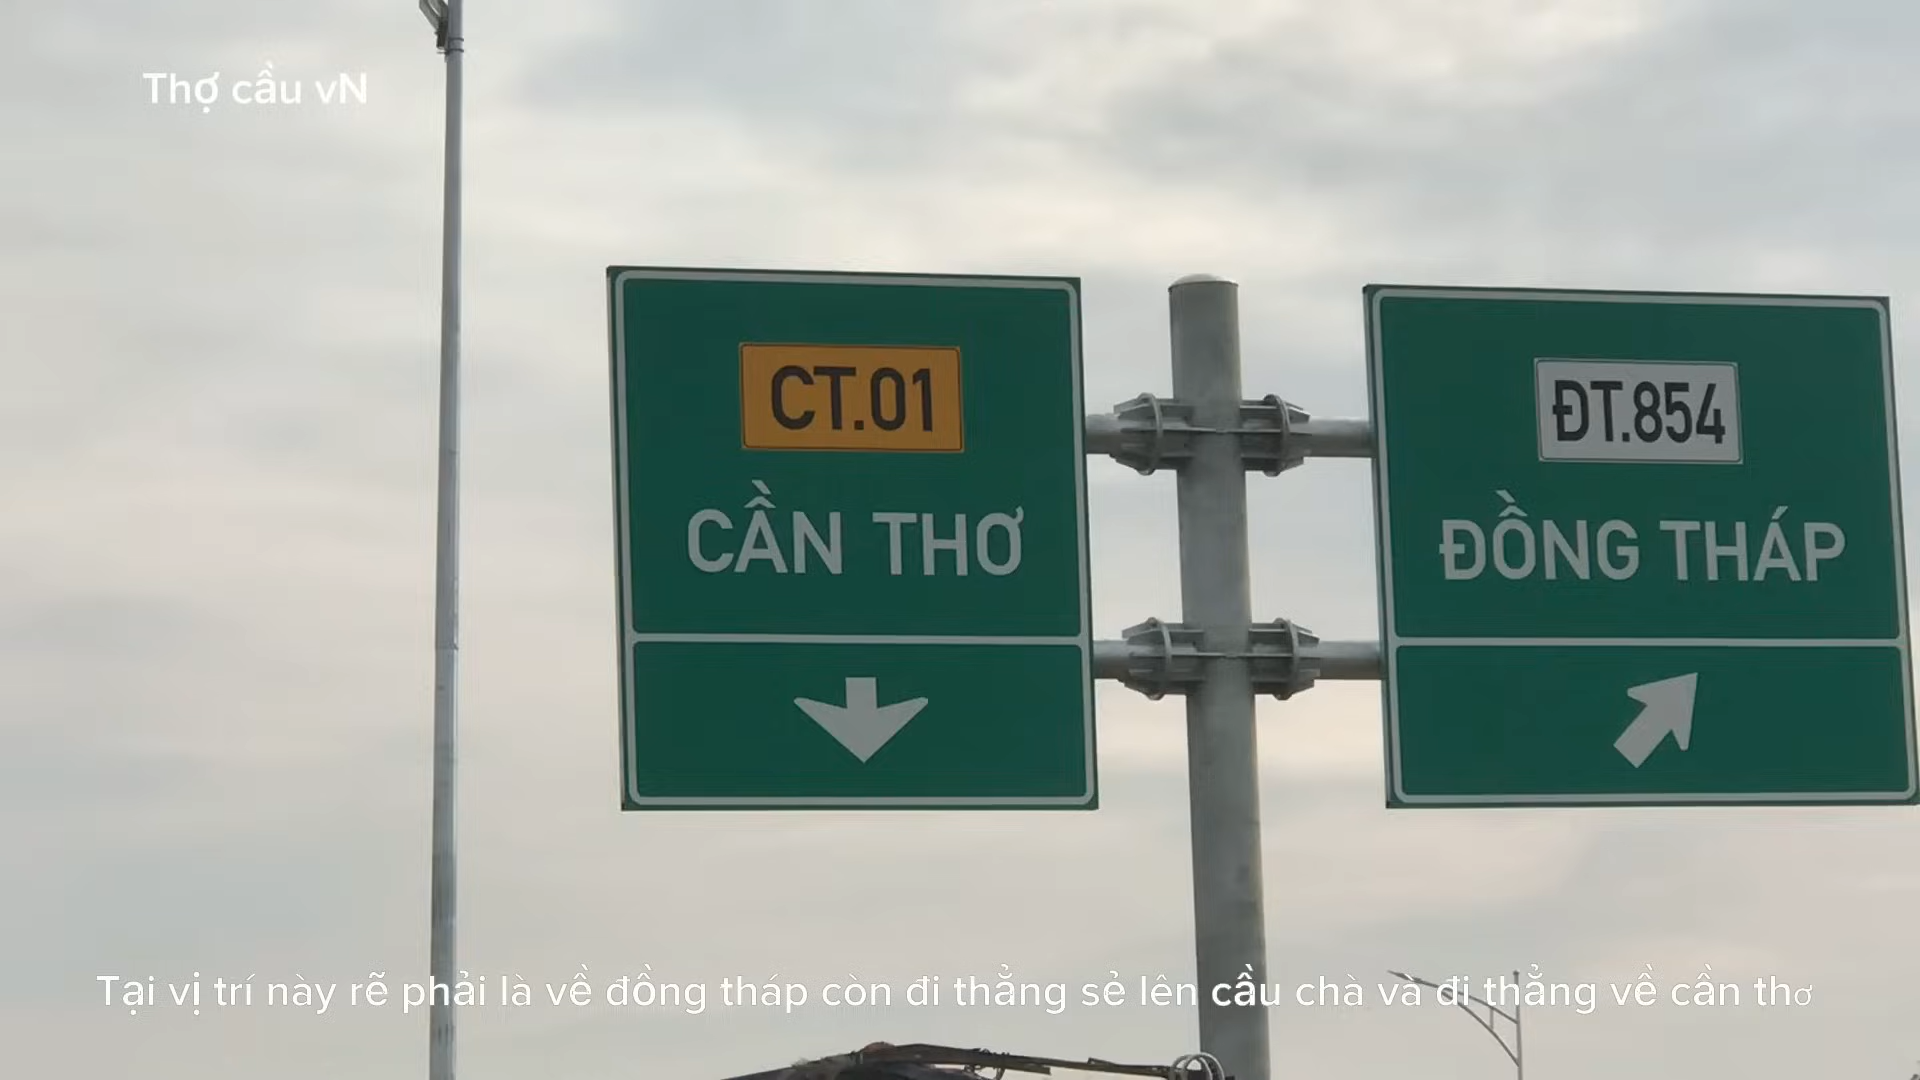 Thợ cầu vN
CT.01
CẦN THƠ
ĐT.854
ĐỒNG THÁP
Tại vị trí này rẽ phải là về đồng tháp còn đi thẳng sẻ lên cầu chà và đi thẳng về cần thơ